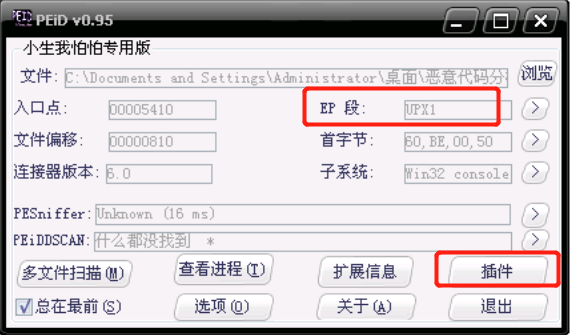 PEiD v0.95
小生我怕怕专用版
文件: C:\Documents and Settings\Administrator\桌面\恶意代码分 浏览
入口点: 00005410 EP 段: UPX1 >
文件偏移: 00000810 首字节: 60,BE,00,50 >
连接器版本: 6.0 子系统: Win32 console >
PESniffer: Unknown (16 ms) >
PEiDDSCAN: 什么都没找到 * >
多文件扫描(M) 查看进程(T) 扩展信息 插件
总在最前(S) 选项(O) 关于(A) 退出